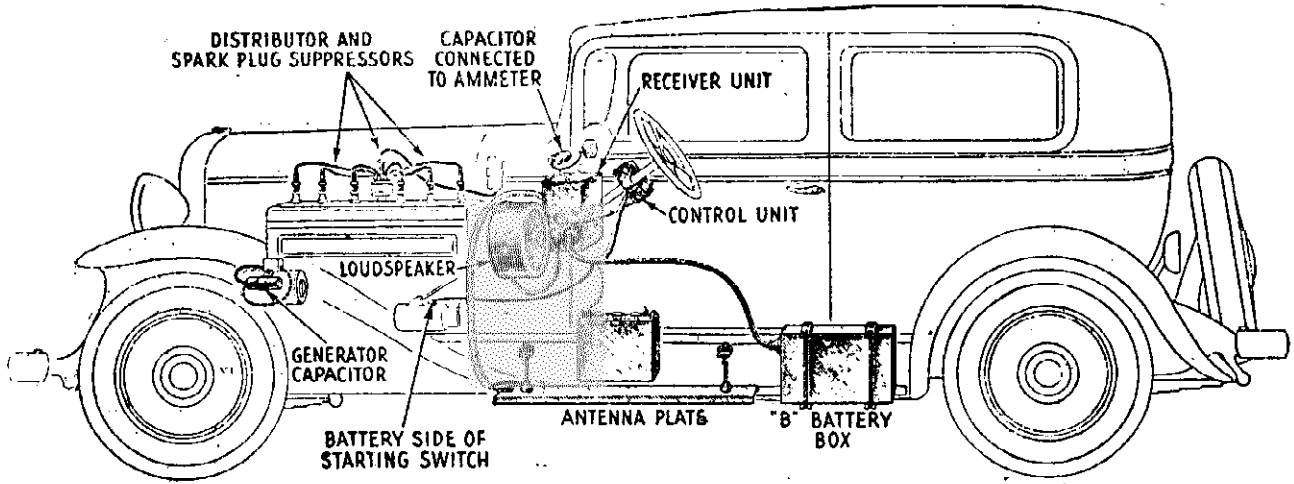 DISTRIBUTOR AND
SPARK PLUG SUPPRESSORS
CAPACITOR
CONNECTED
TO AMMETER
RECEIVER UNIT
CONTROL UNIT
LOUDSPEAKER
GENERATOR
CAPACITOR
BATTERY SIDE OF
STARTING SWITCH
ANTENNA PLATE
"B" BATTERY
BOX